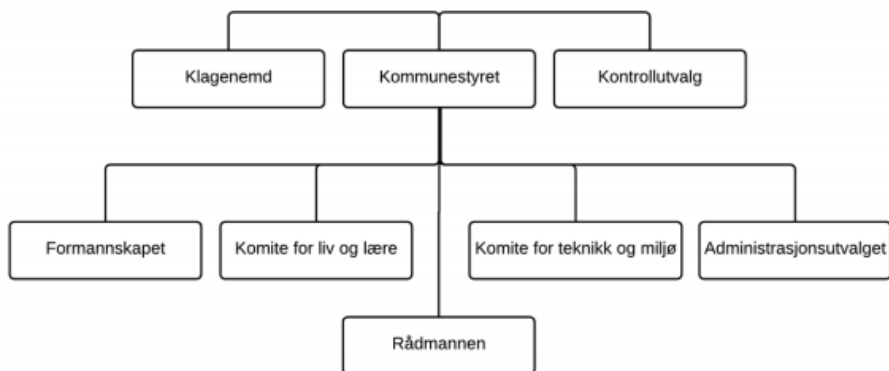 Klagenemd
Kommunestyret
Kontrollutvalg
Formannskapet
Komite for liv og lære
Komite for teknikk og miljø
Administrasjonsutvalget
Rådmannen